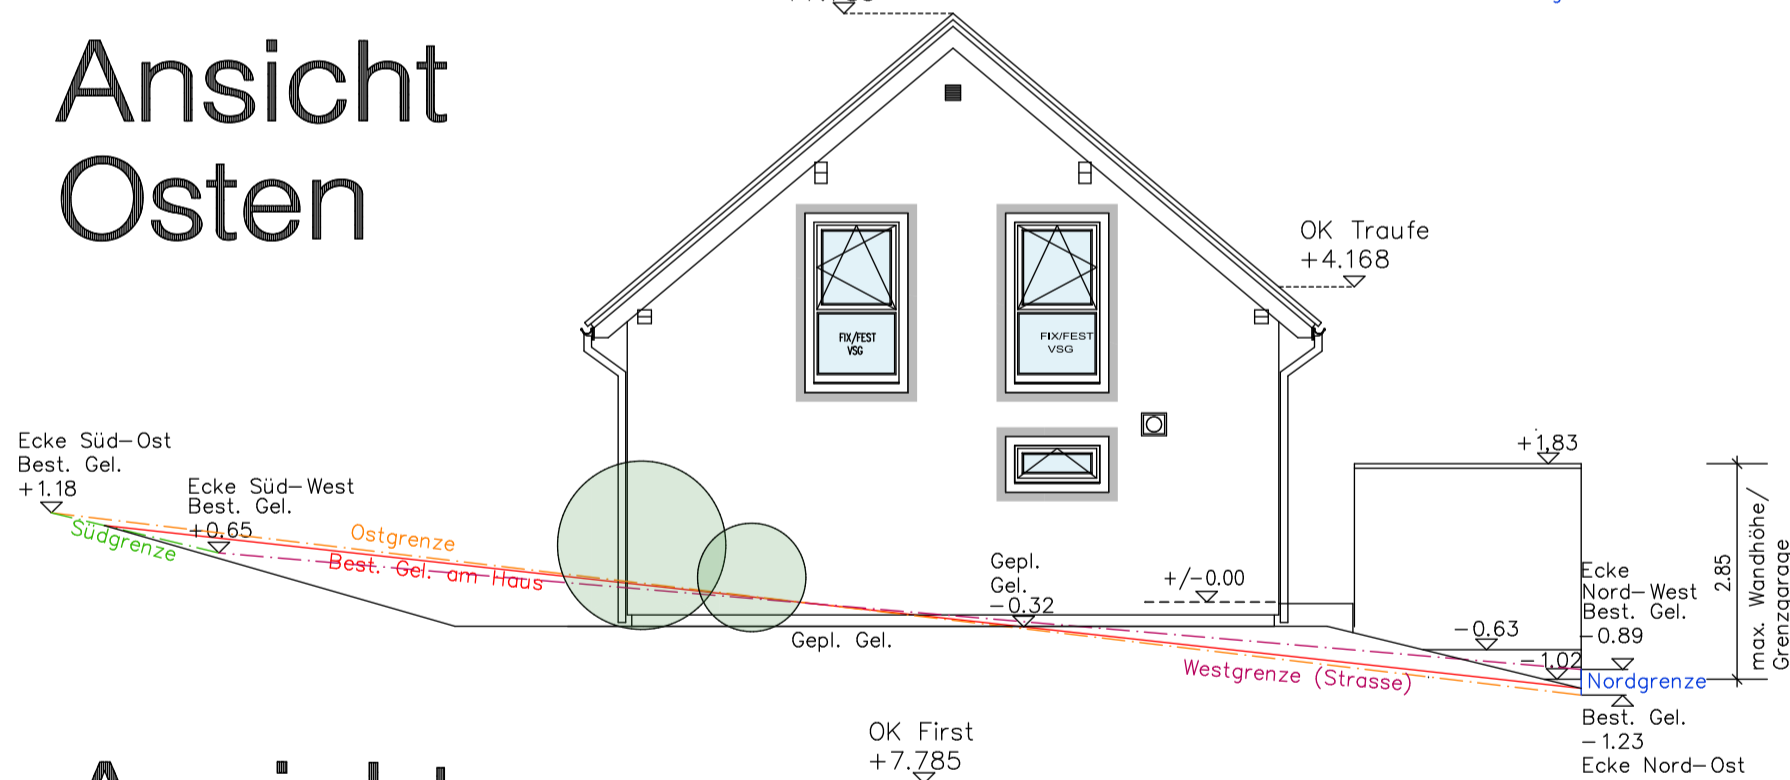 Ansicht
Osten
OK Traufe
+4.168
FIX/FEST
VSG
FIX/FEST
VSG
Ecke Süd-Ost
Best. Gel.
+1.18
Ecke Süd-West
Best. Gel.
+0.65
Südgrenze
Ostgrenze
Best. Gel. am Haus
Gepl.
Gel.
-0.32
+/-0.00
Gepl. Gel.
Westgrenze (Strasse)
+1.83
2.85
max. Wandhöhe/
Grenzgarage
Ecke
Nord-West
Best. Gel.
-0.89
-0.63
-1.02
Nordgrenze
Best. Gel.
-1.23
Ecke Nord-Ost
OK First
+7.785